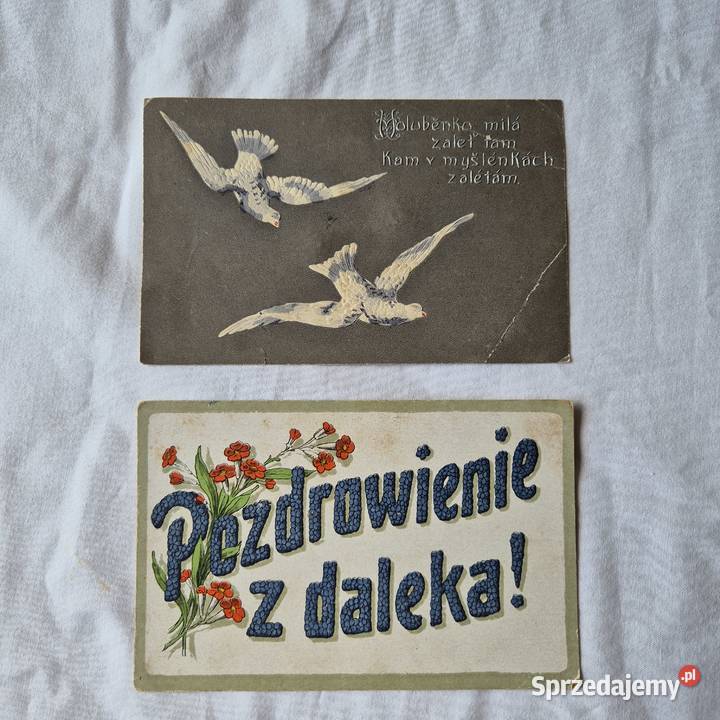 Holuběnko milá
zaleť tam
Kam v myšlénKách
zalétám.
Pozdrowienie
z daleka!
Sprzedajemy.pl